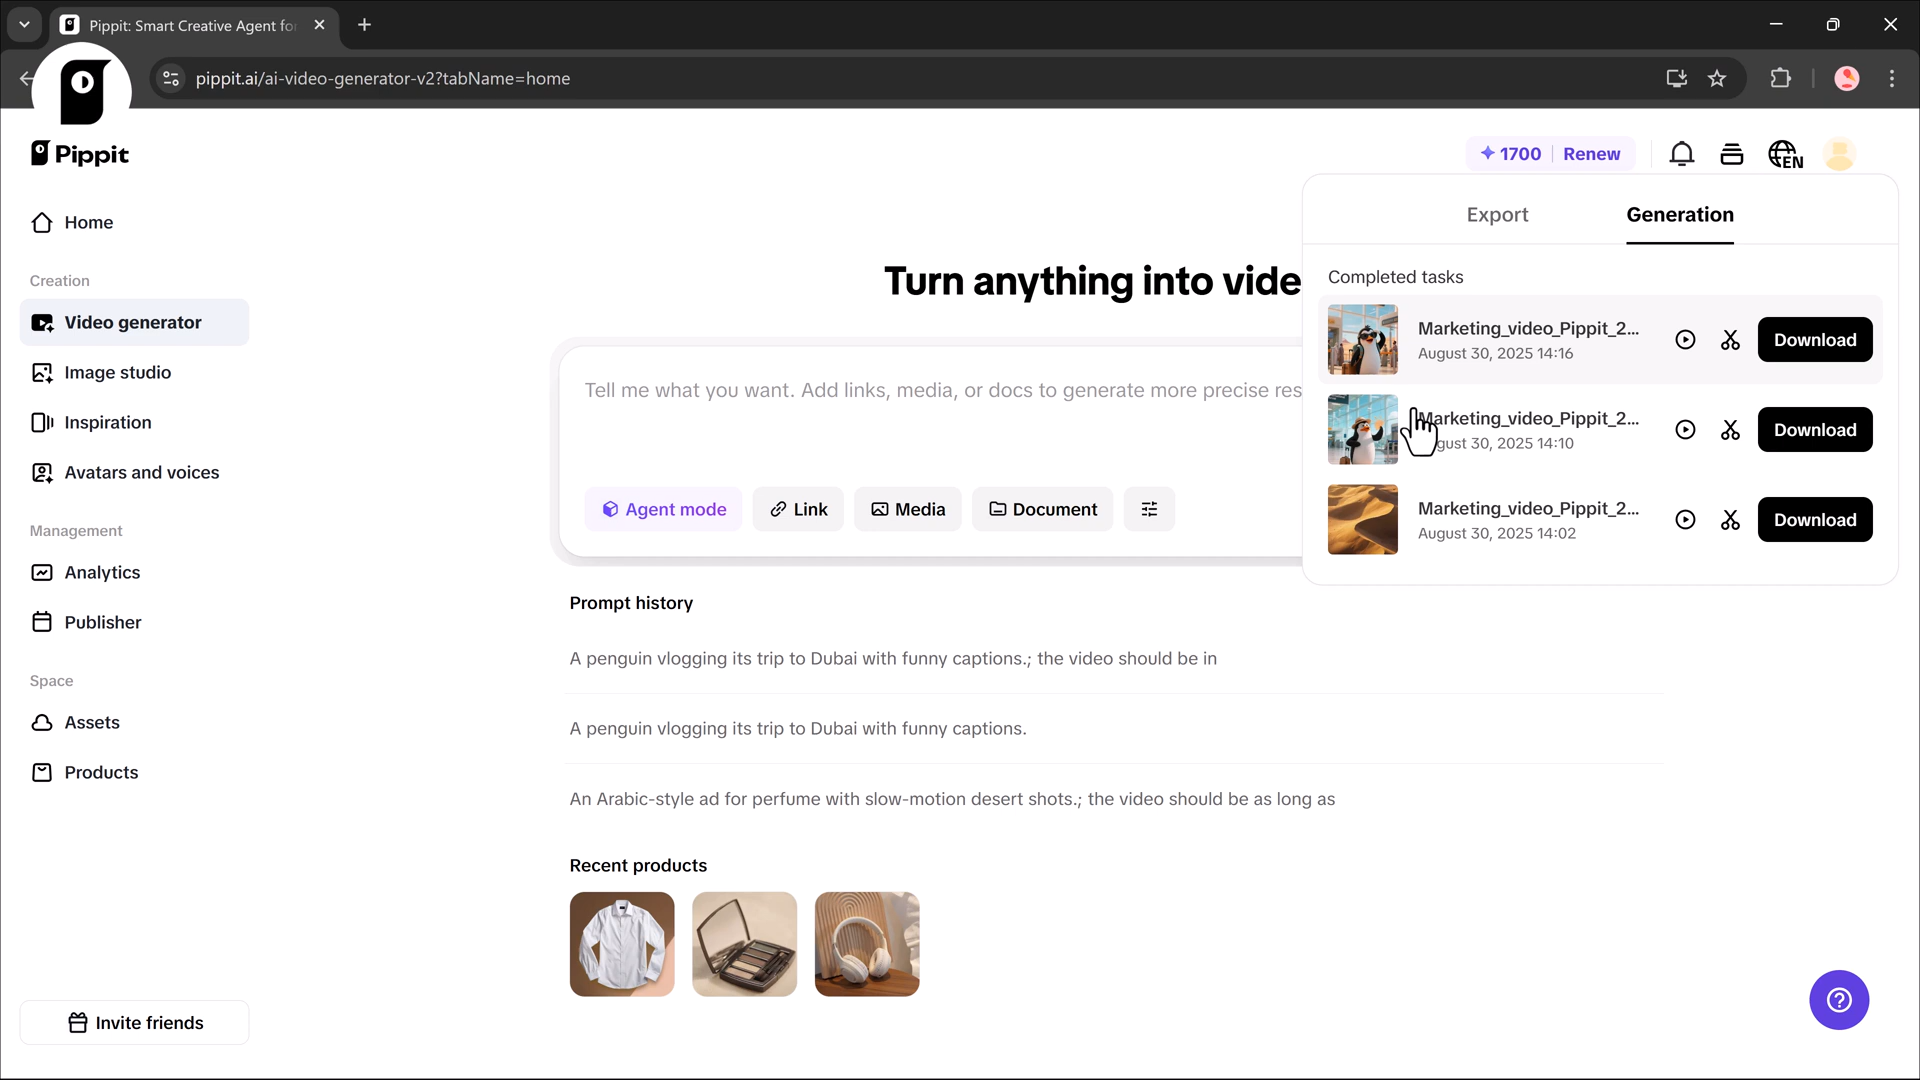 Pippit: Smart Creative Agent for
pippit.ai/ai-video-generator-v2?tabName=home
Pippit
1700 Renew
EN
Home
Creation
Video generator
Image studio
Inspiration
Avatars and voices
Management
Analytics
Publisher
Space
Assets
Products
Invite friends
Turn anything into vide
Tell me what you want. Add links, media, or docs to generate more precise res
Agent mode
Link
Media
Document
Prompt history
A penguin vlogging its trip to Dubai with funny captions.; the video should be in
A penguin vlogging its trip to Dubai with funny captions.
An Arabic-style ad for perfume with slow-motion desert shots.; the video should be as long as
Recent products
Export
Generation
Completed tasks
Marketing_video_Pippit_2...
August 30, 2025 14:16
Download
Marketing_video_Pippit_2...
gust 30, 2025 14:10
Download
Marketing_video_Pippit_2...
August 30, 2025 14:02
Download